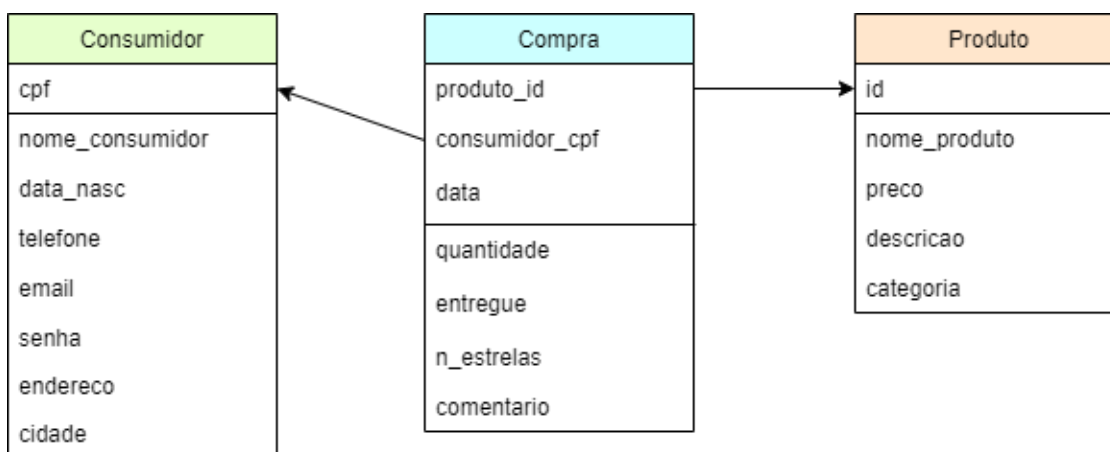 Consumidor
cpf
nome_consumidor
data_nasc
telefone
email
senha
endereco
cidade
Compra
produto_id
consumidor_cpf
data
quantidade
entregue
n_estrelas
comentario
Produto
id
nome_produto
preco
descricao
categoria